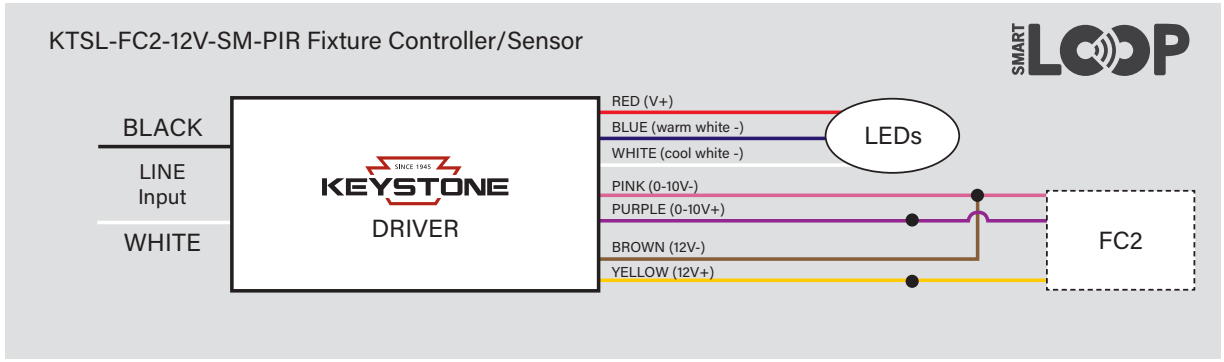 KTSL-FC2-12V-SM-PIR Fixture Controller/Sensor
SMART LOOP
BLACK
LINE
Input
WHITE
SINCE 1945
KEYSTONE
DRIVER
RED (V+)
BLUE (warm white -)
WHITE (cool white -)
PINK (0-10V-)
PURPLE (0-10V+)
BROWN (12V-)
YELLOW (12V+)
LEDs
FC2